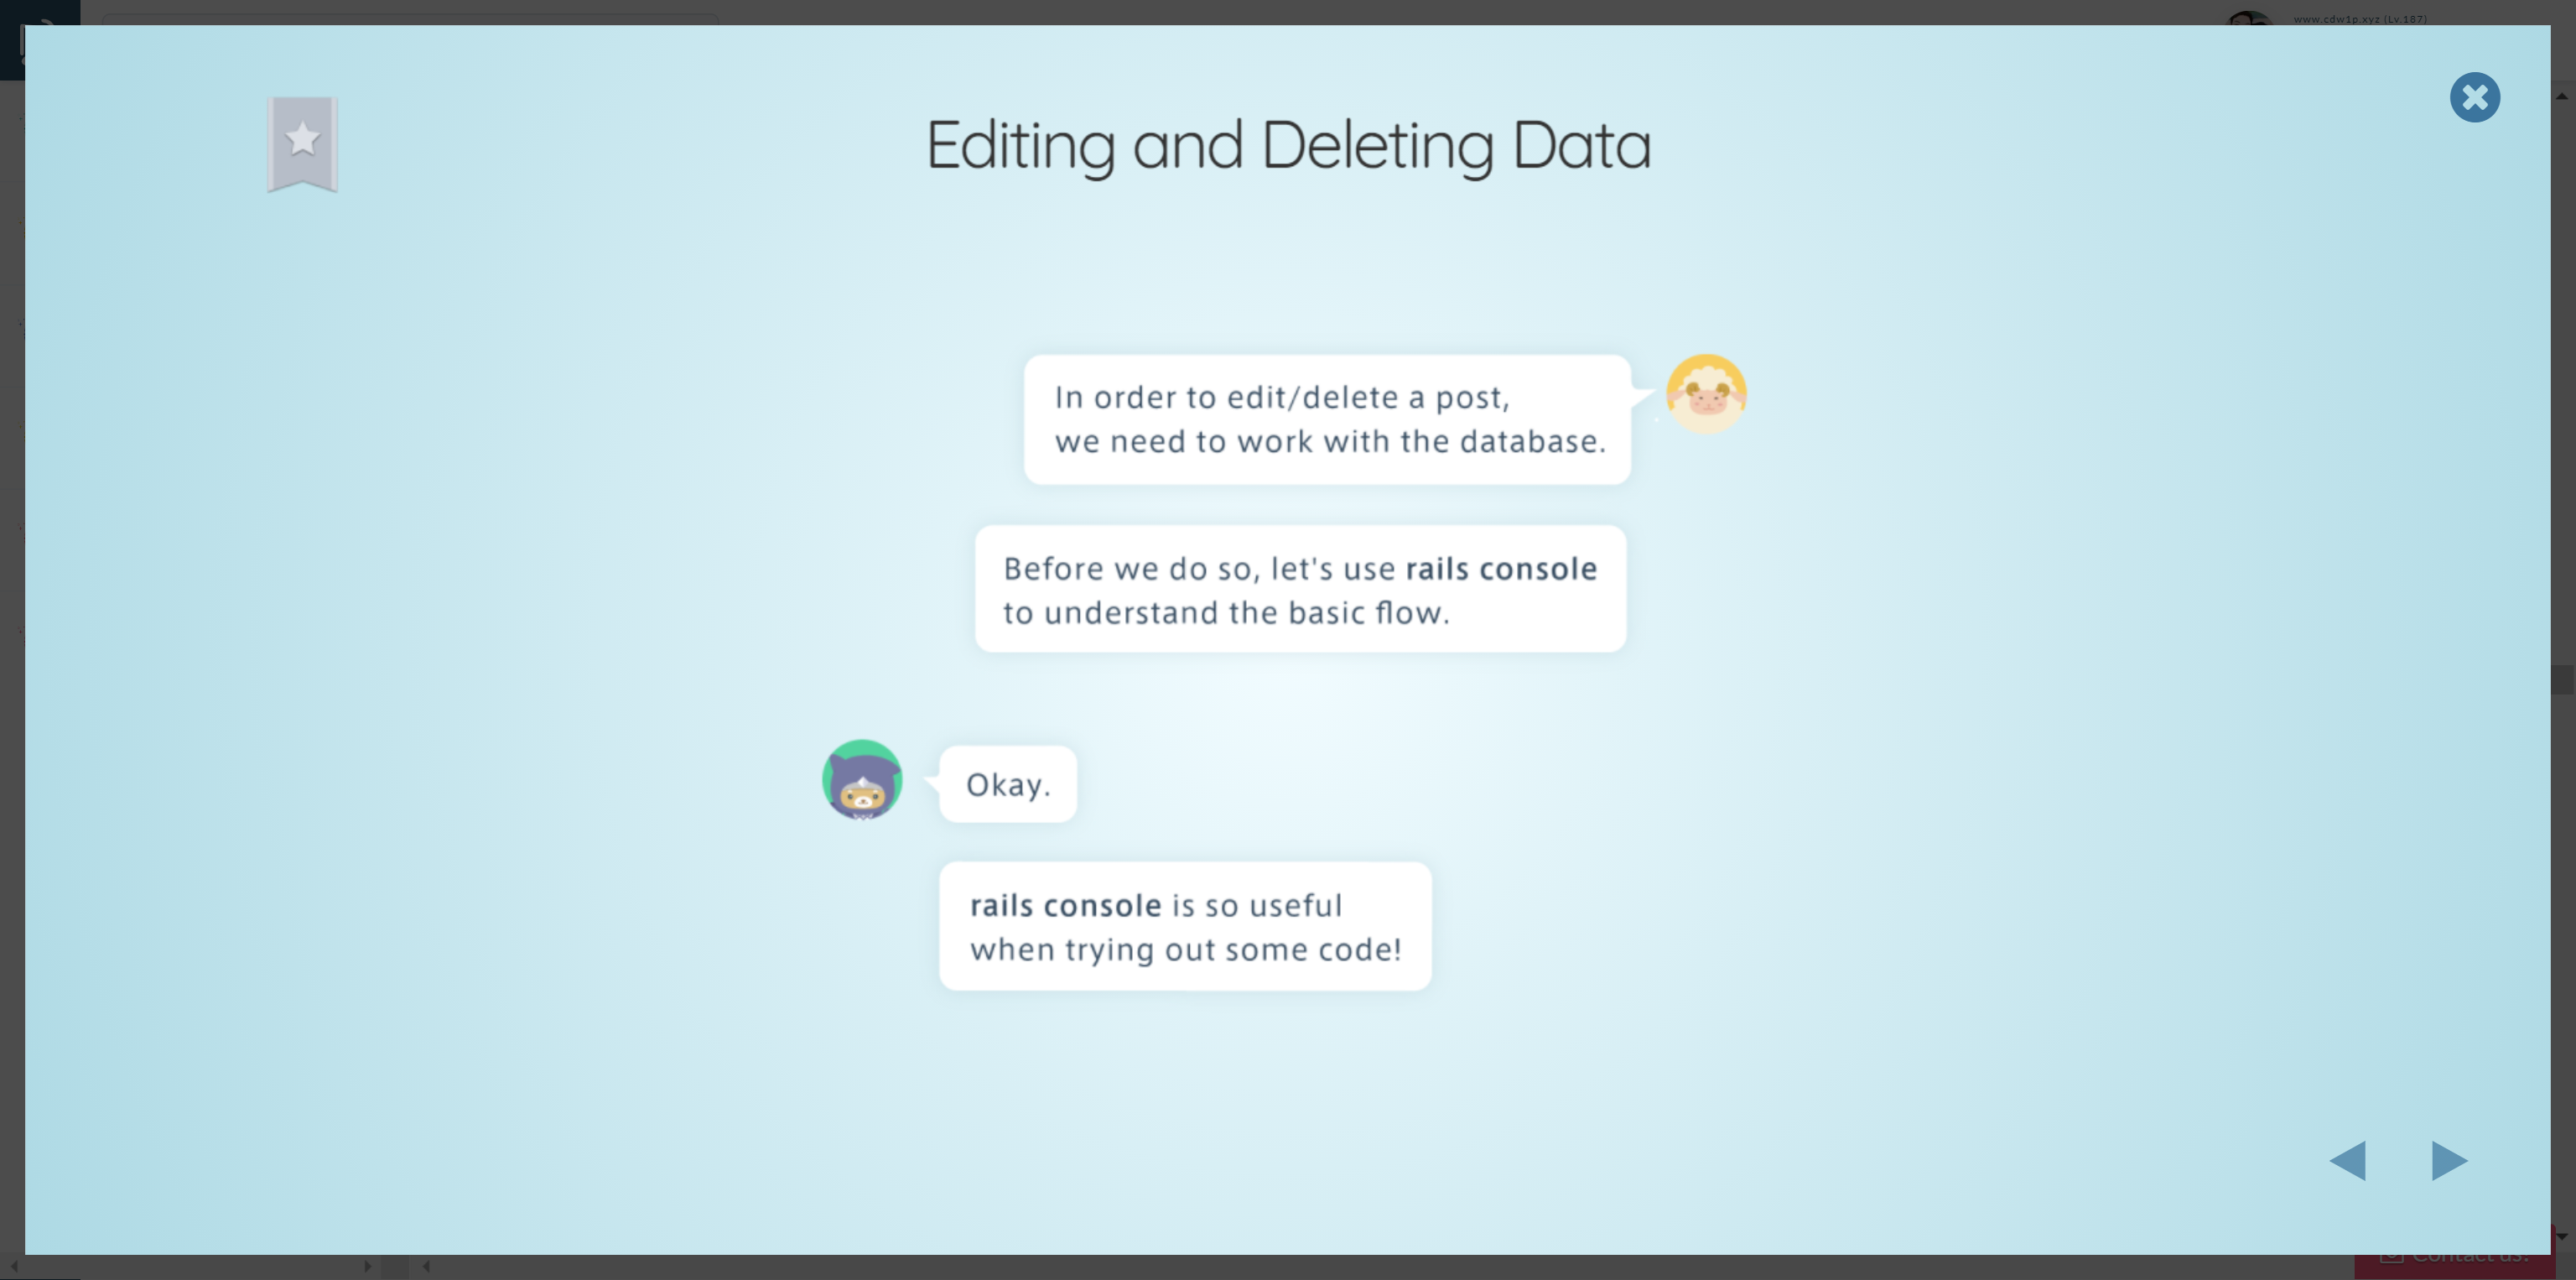 www.cdw1p.xyz (Lv.187)
Editing and Deleting Data
In order to edit/delete a post,
we need to work with the database.
Before we do so, let's use rails console
to understand the basic flow.
Okay.
rails console is so useful
when trying out some code!
Contact us!